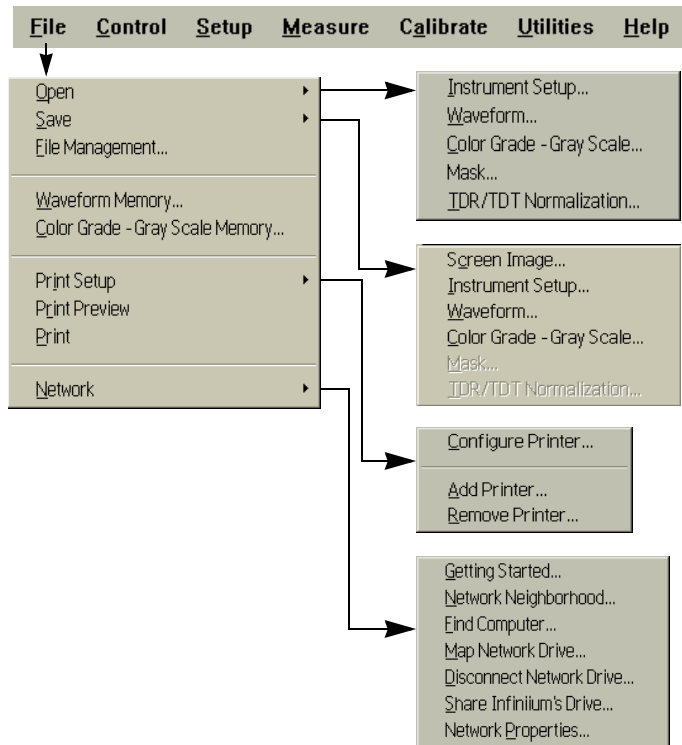 File Control Setup Measure Calibrate Utilities Help
Open
Save
File Management...
Waveform Memory...
Color Grade - Gray Scale Memory...
Print Setup
Print Preview
Print
Network
Instrument Setup...
Waveform...
Color Grade - Gray Scale...
Mask...
TDR/TDT Normalization...
Screen Image...
Instrument Setup...
Waveform...
Color Grade - Gray Scale...
Mask...
TDR/TDT Normalization...
Configure Printer...
Add Printer...
Remove Printer...
Getting Started...
Network Neighborhood...
Find Computer...
Map Network Drive...
Disconnect Network Drive...
Share Infiniium's Drive...
Network Properties...